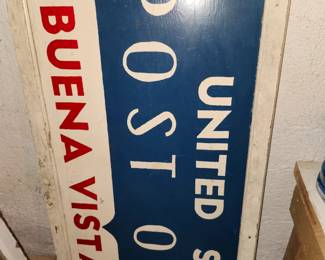 UNITED S
POST O
BUENA VISTA